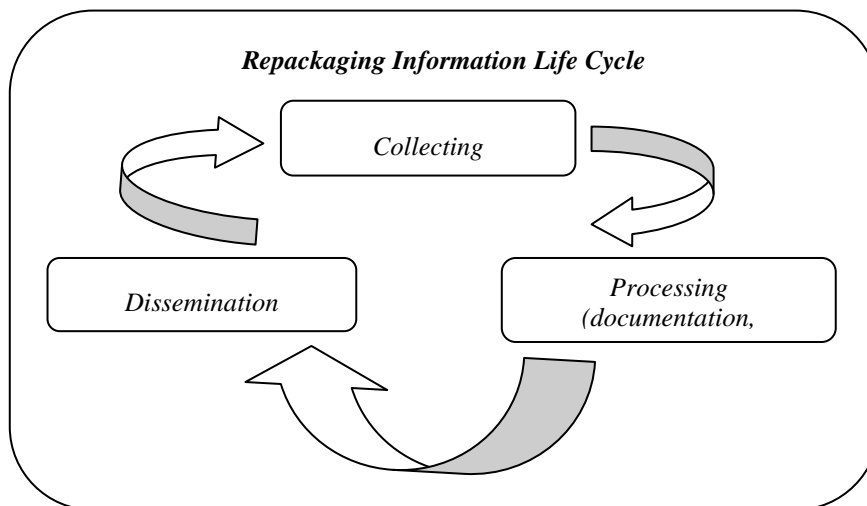 Repackaging Information Life Cycle
Collecting
Dissemination
Processing
(documentation,